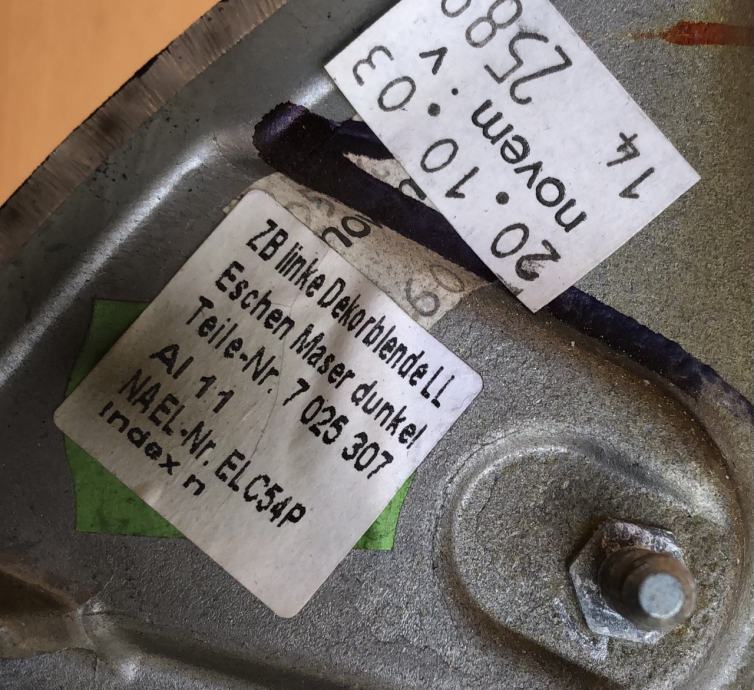 ZB linke Dekorblende LL
Eschen Maser dunkel
Teile-Nr. 7 025 307
AI 11
NAEL-Nr. ELC54P
Index n
20.10.03
novem : v
14